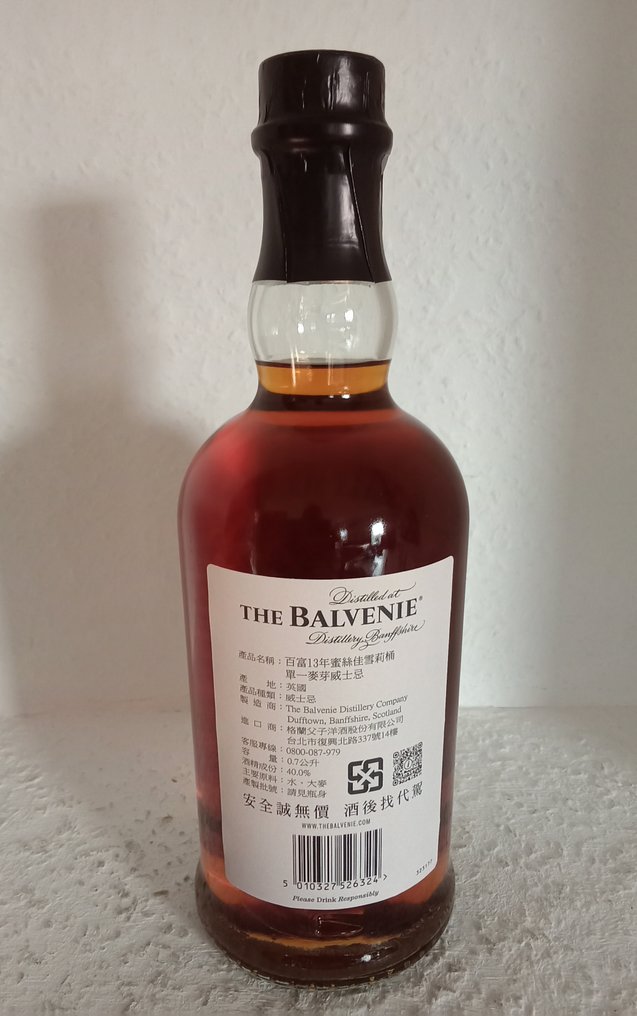 Distilled at
THE BALVENIE®
Distillery, Banffshire
產品名稱：百富13年蜜絲佳雪莉桶
單一麥芽威士忌
產地：英國
產品種類：威士忌
製造商：The Balvenie Distillery Company
Dufftown, Banffshire, Scotland
進口商：格蘭父子洋酒股份有限公司
台北市復興北路337號14樓
客服專線：0800-087-979
容量：0.7公升
酒精成份：40.0%
主要原料：水、大麥
產製批號：請見瓶身
安全誠無價 酒後找代駕
WWW.THEBALVENIE.COM
5 010327 526324 >
Please Drink Responsibly